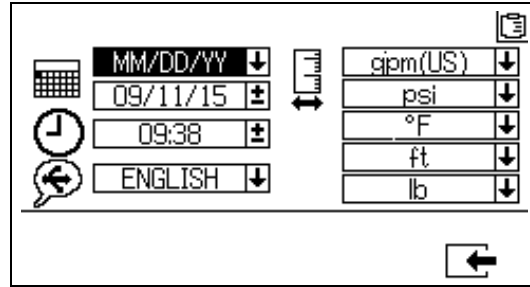 MM/DD/YY
09/11/15
09:38
ENGLISH
gpm(US)
psi
°F
ft
lb